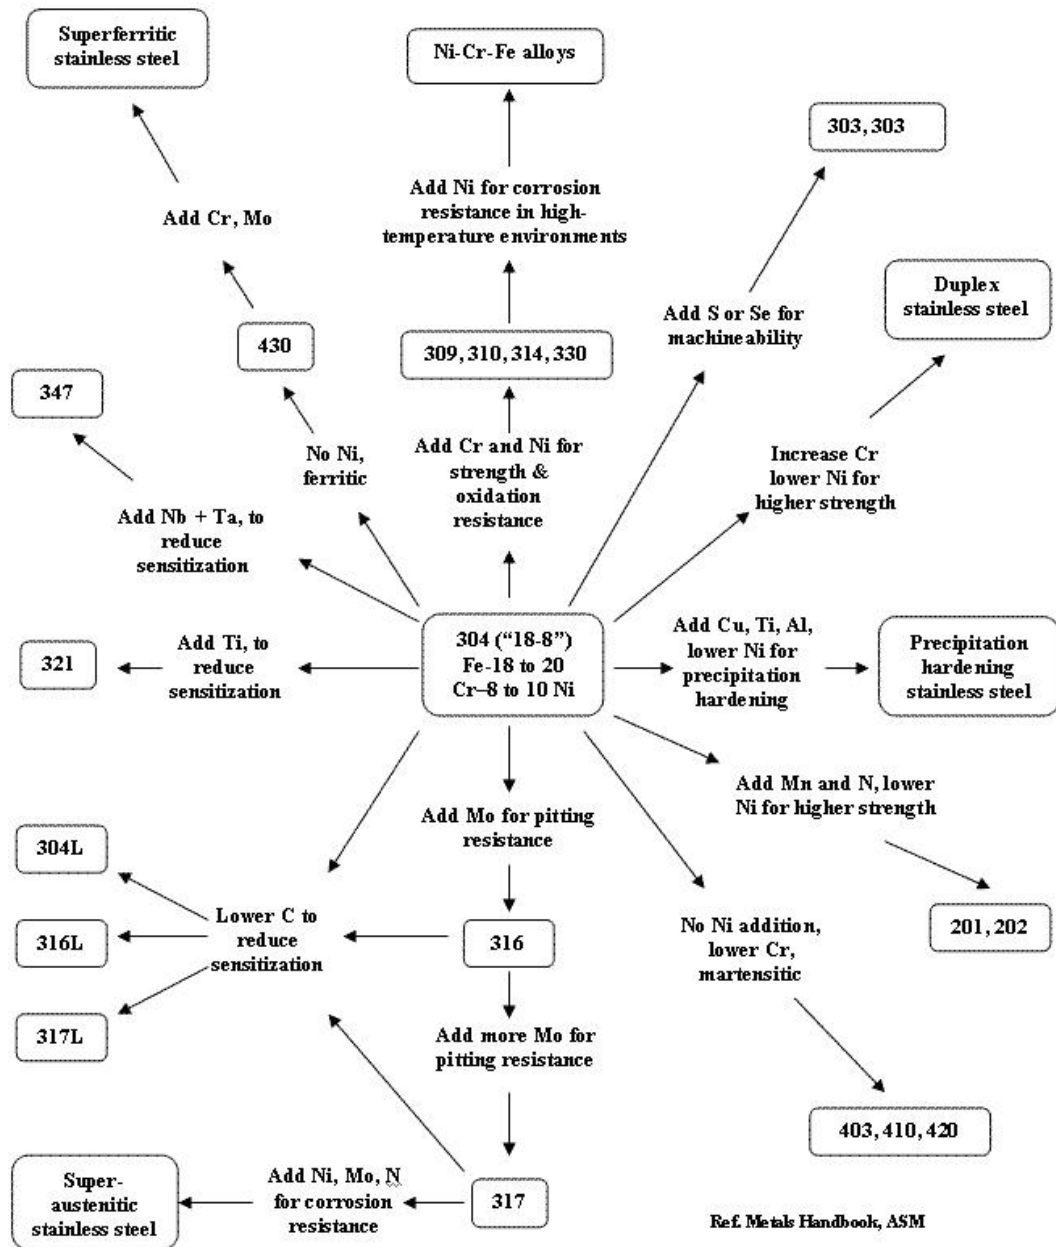 Superferritic
stainless steel
Ni-Cr-Fe alloys
303, 303
Add Ni for corrosion
resistance in high-
temperature environments
Add Cr, Mo
Duplex
stainless steel
Add S or Se for
machineability
430
309, 310, 314, 330
347
No Ni,
ferritic
Add Cr and Ni for
strength &
oxidation
resistance
Increase Cr
lower Ni for
higher strength
Add Nb + Ta, to
reduce
sensitization
304 (“18-8”)
Fe-18 to 20
Cr–8 to 10 Ni
Add Cu, Ti, Al,
lower Ni for
precipitation
hardening
Precipitation
hardening
stainless steel
321
Add Ti, to
reduce
sensitization
Add Mn and N, lower
Ni for higher strength
Add Mo for pitting
resistance
304L
316L
317L
Lower C to
reduce
sensitization
316
No Ni addition,
lower Cr,
martensitic
201, 202
Add more Mo for
pitting resistance
403, 410, 420
Super-
austenitic
stainless steel
Add Ni, Mo, N
for corrosion
resistance
317
Ref. Metals Handbook, ASM